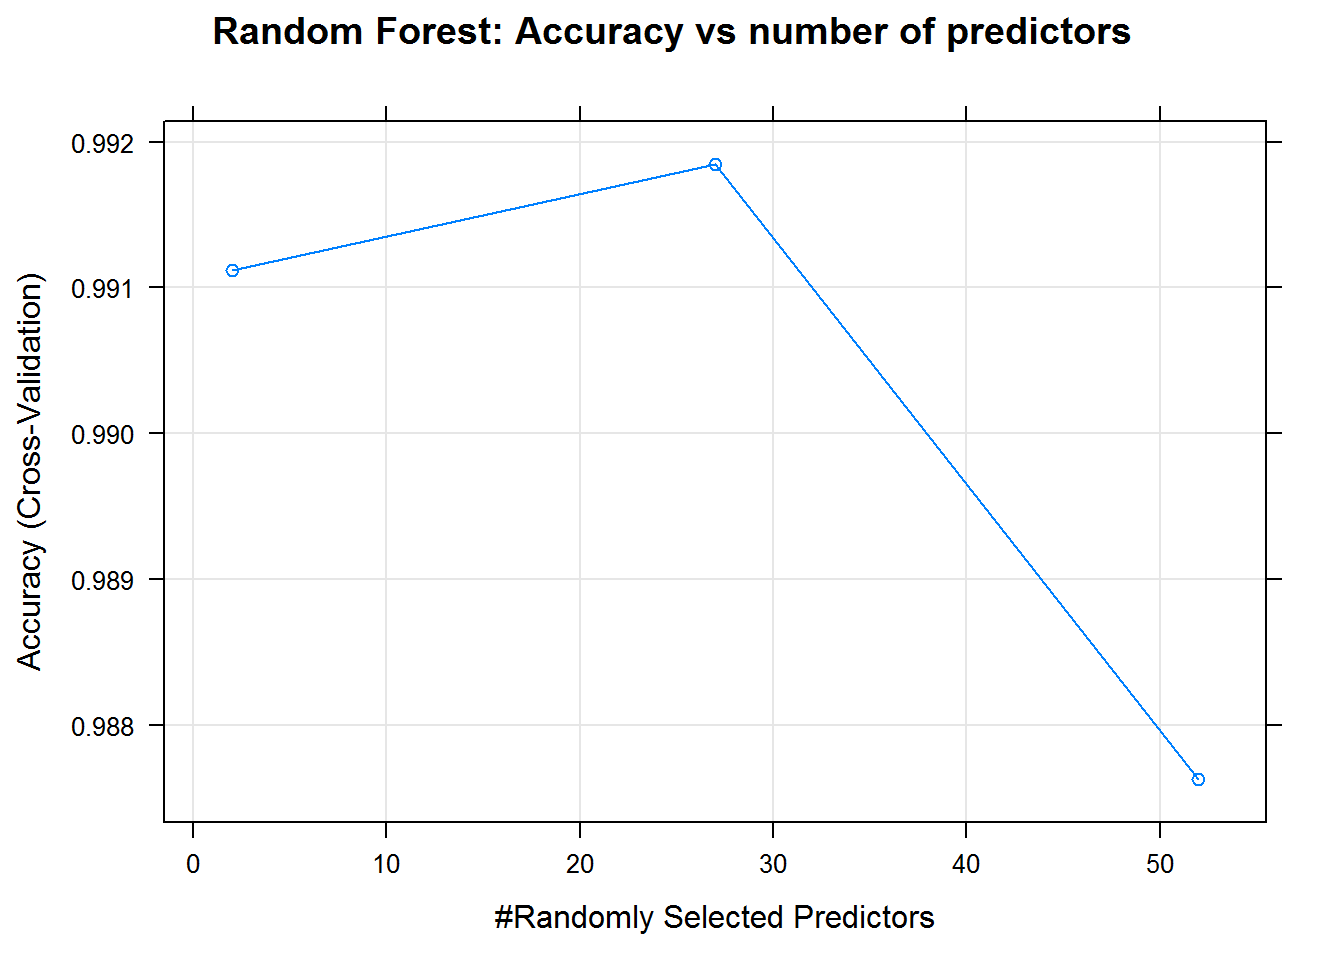 Random Forest: Accuracy vs number of predictors
Accuracy (Cross-Validation)
0.992
0.991
0.990
0.989
0.988
0 10 20 30 40 50
#Randomly Selected Predictors